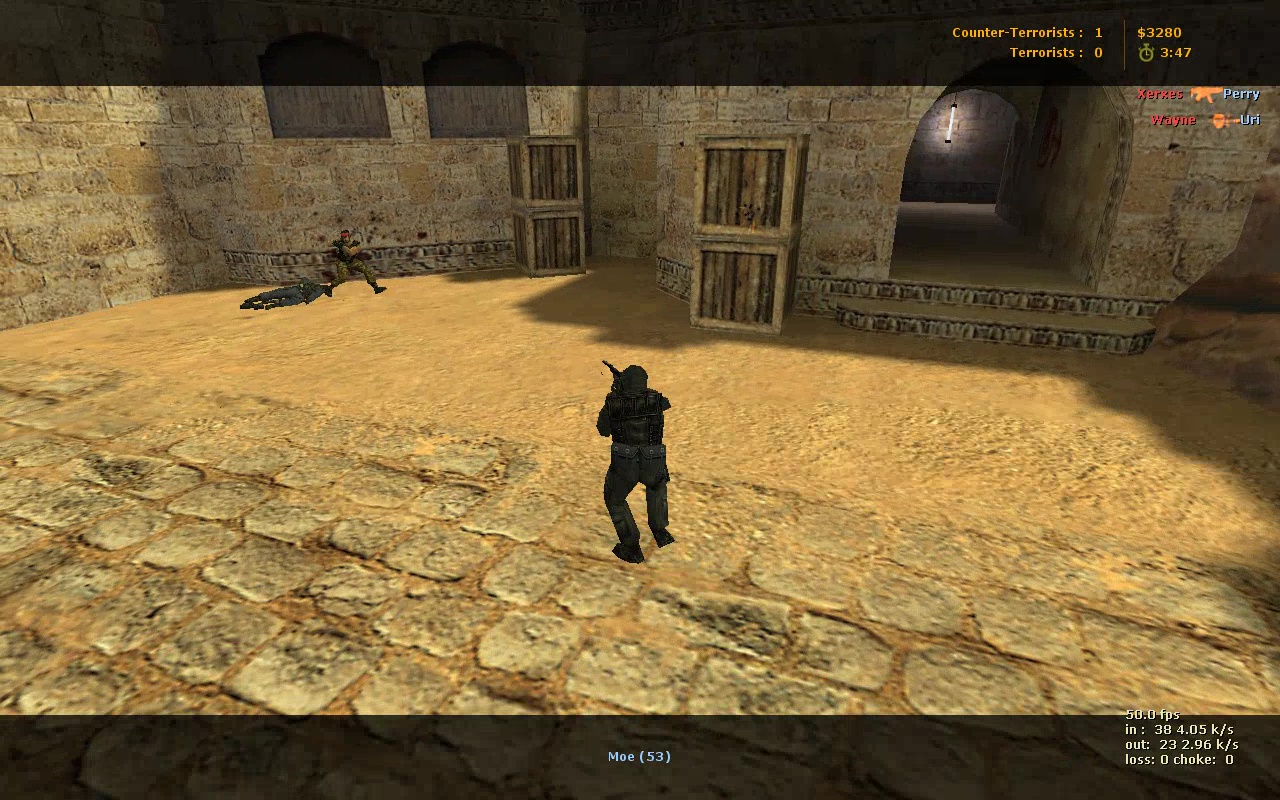 Counter-Terrorists : 1 $3280
Terrorists : 0 3:47
Xerxes Perry
Wayne Uri
50.0 fps
in : 38 4.05 k/s
out: 23 2.96 k/s
loss: 0 choke: 0
Moe (53)